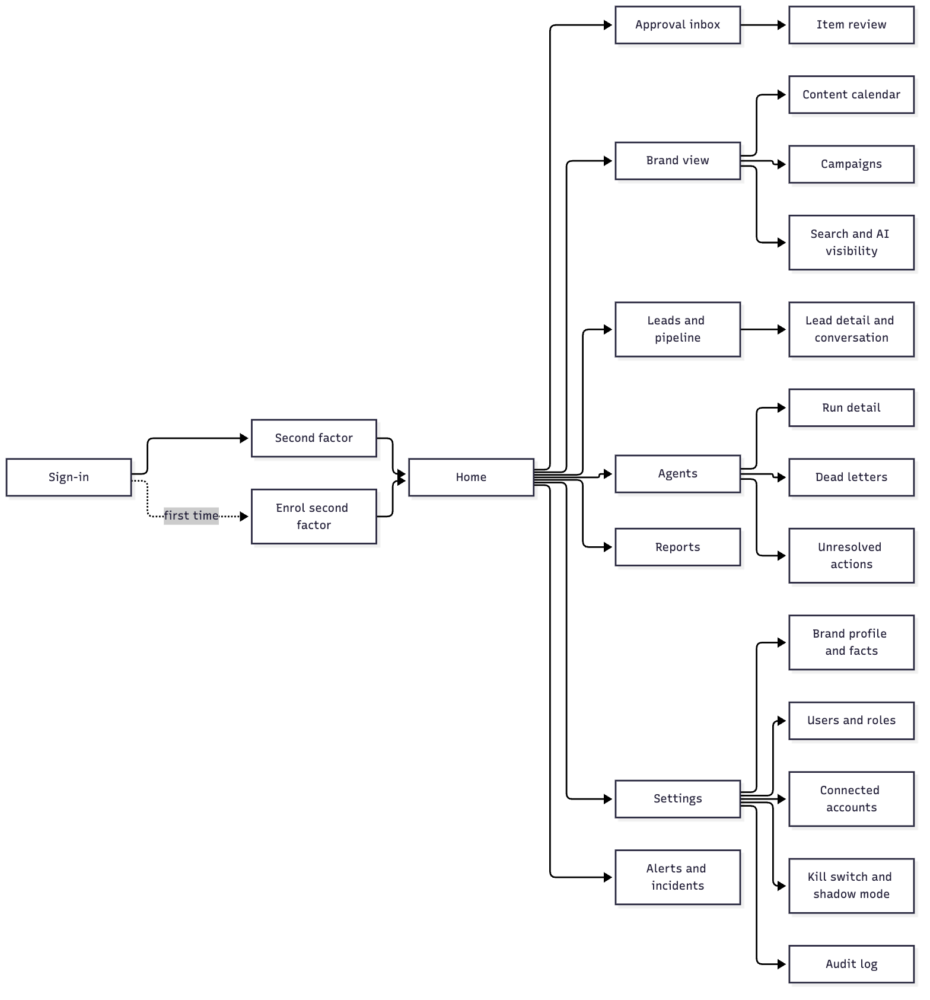 Approval inbox
Item review
Content calendar
Brand view
Campaigns
Search and AI
visibility
Leads and
pipeline
Lead detail and
conversation
Run detail
Second factor
Sign-in
Home
Agents
Dead letters
first time
Enrol second
factor
Reports
Unresolved
actions
Brand profile
and facts
Users and roles
Settings
Connected
accounts
Alerts and
incidents
Kill switch and
shadow mode
Audit log